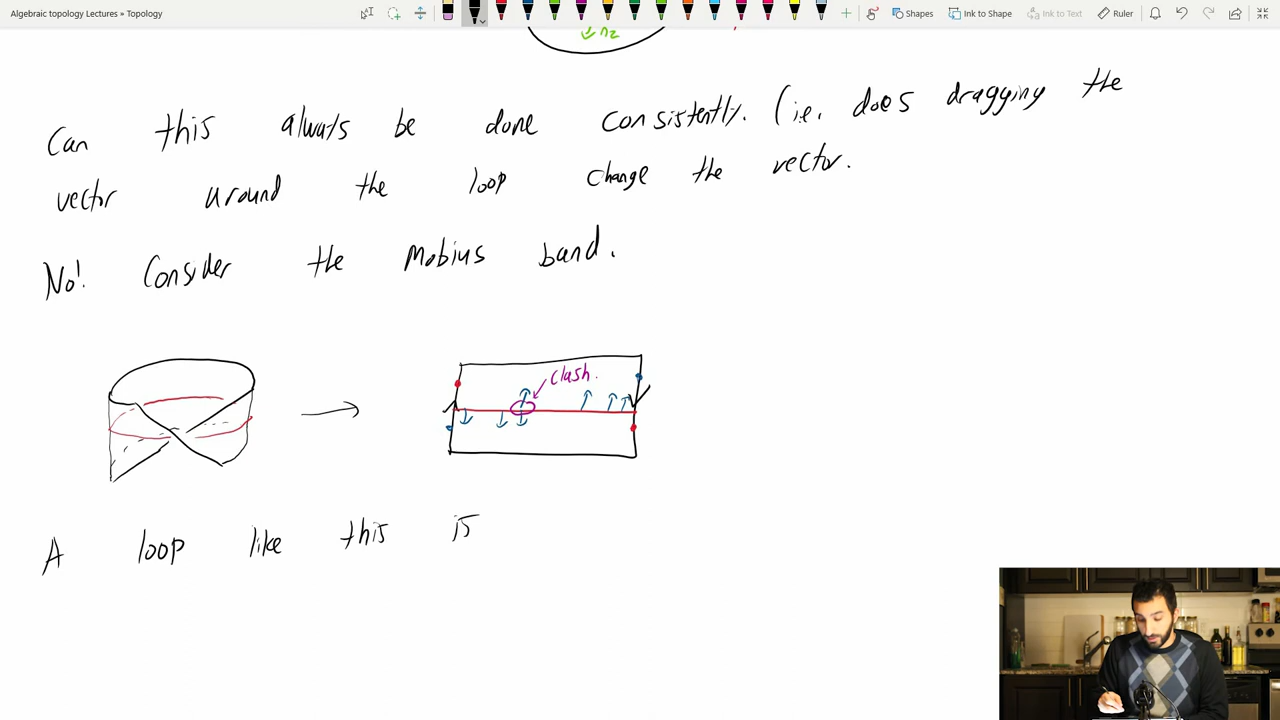 Algebraic topology Lectures » Topology
Shapes
Ink to Shape
Ink to Text
Ruler
n2
Can this always be done consistently. (i.e. does dragging the
vector around the loop change the vector.
No! Consider the Mobius band.
clash.
A loop like this is